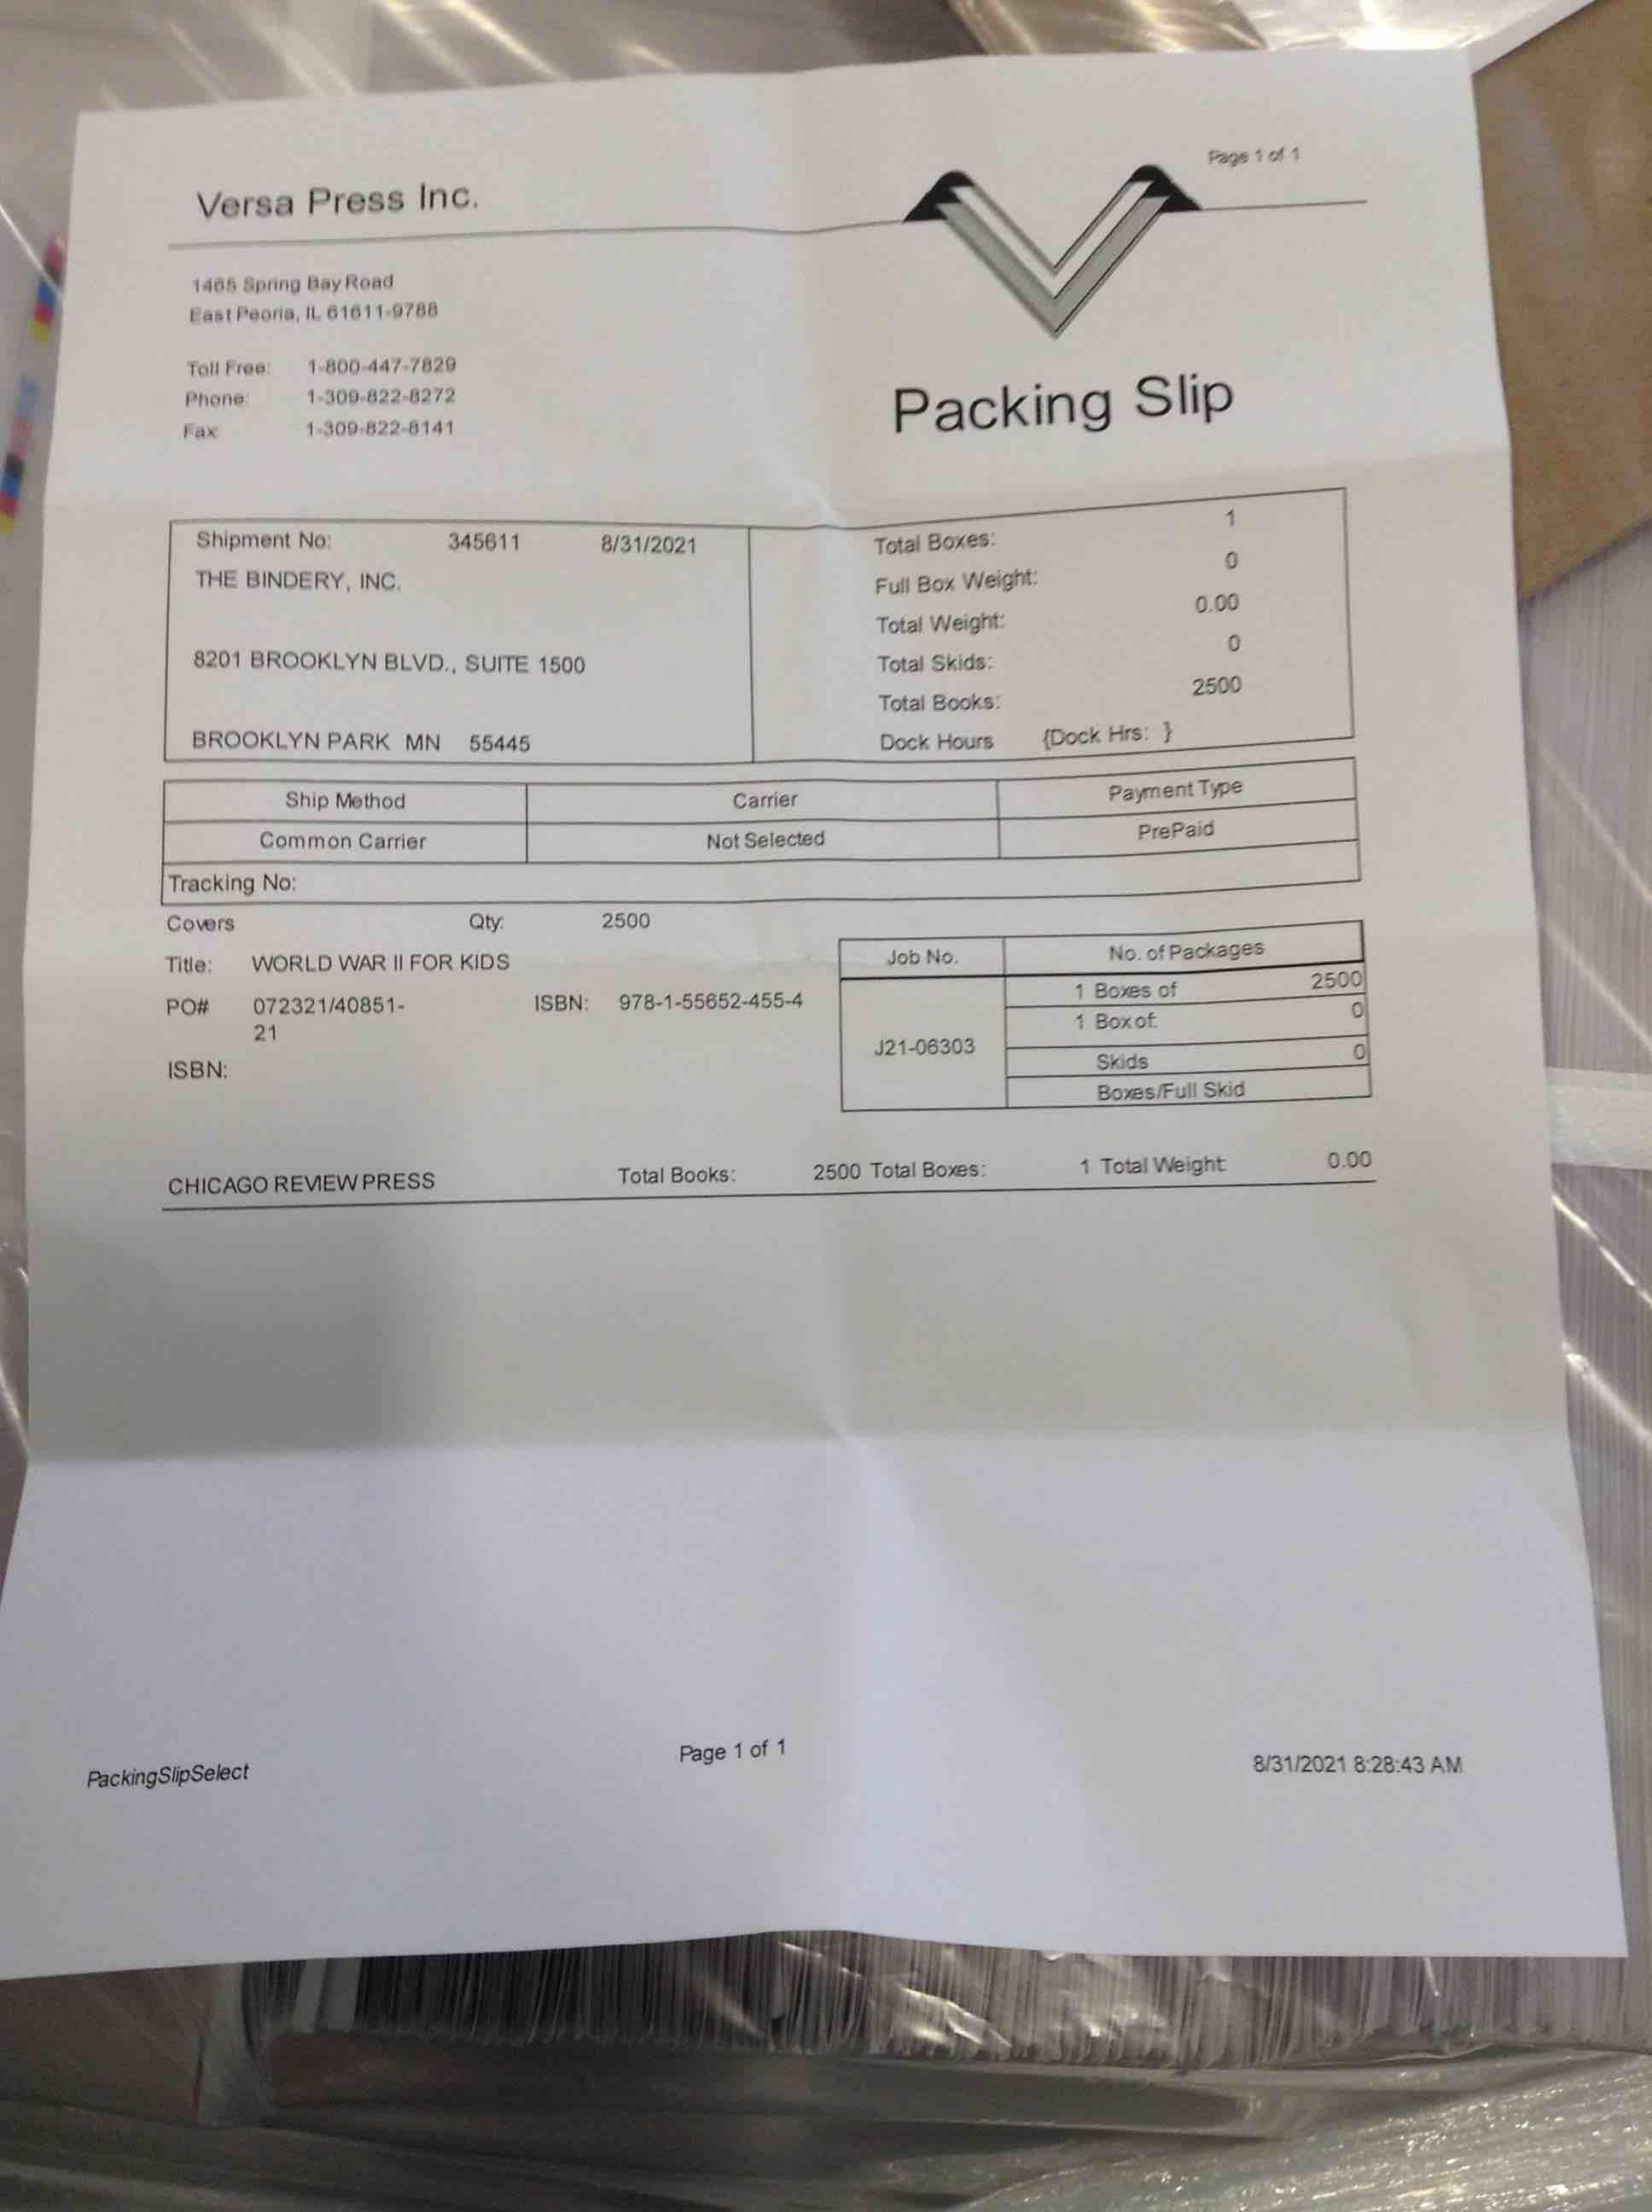 Page 1 of 1
Versa Press Inc.
1465 Spring Bay Road
East Peoria, IL 61611-9788
Toll Free: 1-800-447-7829
Phone: 1-309-822-8272
Fax: 1-309-822-8141
Packing Slip
Shipment No: 345611 8/31/2021
THE BINDERY, INC.
8201 BROOKLYN BLVD., SUITE 1500
BROOKLYN PARK MN 55445
Total Boxes: 1
Full Box Weight: 0
Total Weight: 0.00
Total Skids: 0
Total Books: 2500
Dock Hours {Dock Hrs: }
Ship Method Carrier Payment Type
Common Carrier Not Selected PrePaid
Tracking No:
Covers Qty: 2500
Title: WORLD WAR II FOR KIDS
PO# 072321/40851-
21
ISBN: 978-1-55652-455-4
ISBN:
Job No. No. of Packages
J21-06303
1 Boxes of 2500
1 Box of: 0
Skids 0
Boxes/Full Skid
CHICAGO REVIEW PRESS Total Books: 2500 Total Boxes: 1 Total Weight: 0.00
PackingSlipSelect Page 1 of 1 8/31/2021 8:28:43 AM